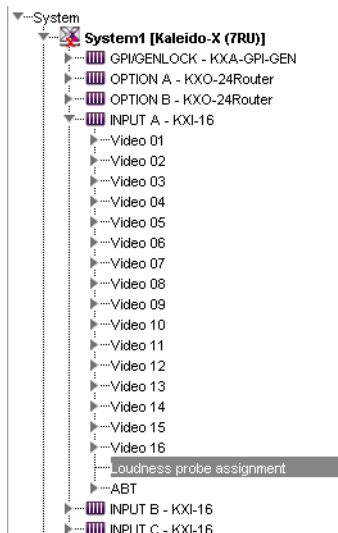 System
System1 [Kaleido-X (7RU)]
GPI/GENLOCK - KXA-GPI-GEN
OPTION A - KXO-24Router
OPTION B - KXO-24Router
INPUT A - KXI-16
Video 01
Video 02
Video 03
Video 04
Video 05
Video 06
Video 07
Video 08
Video 09
Video 10
Video 11
Video 12
Video 13
Video 14
Video 15
Video 16
Loudness probe assignment
ABT
INPUT B - KXI-16
INPUT C - KXI-16